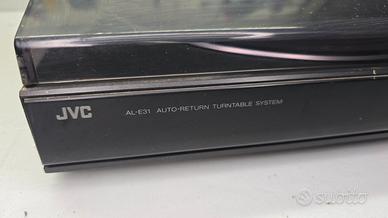 JVC
AL-E31 AUTO-RETURN TURNTABLE SYSTEM
subito